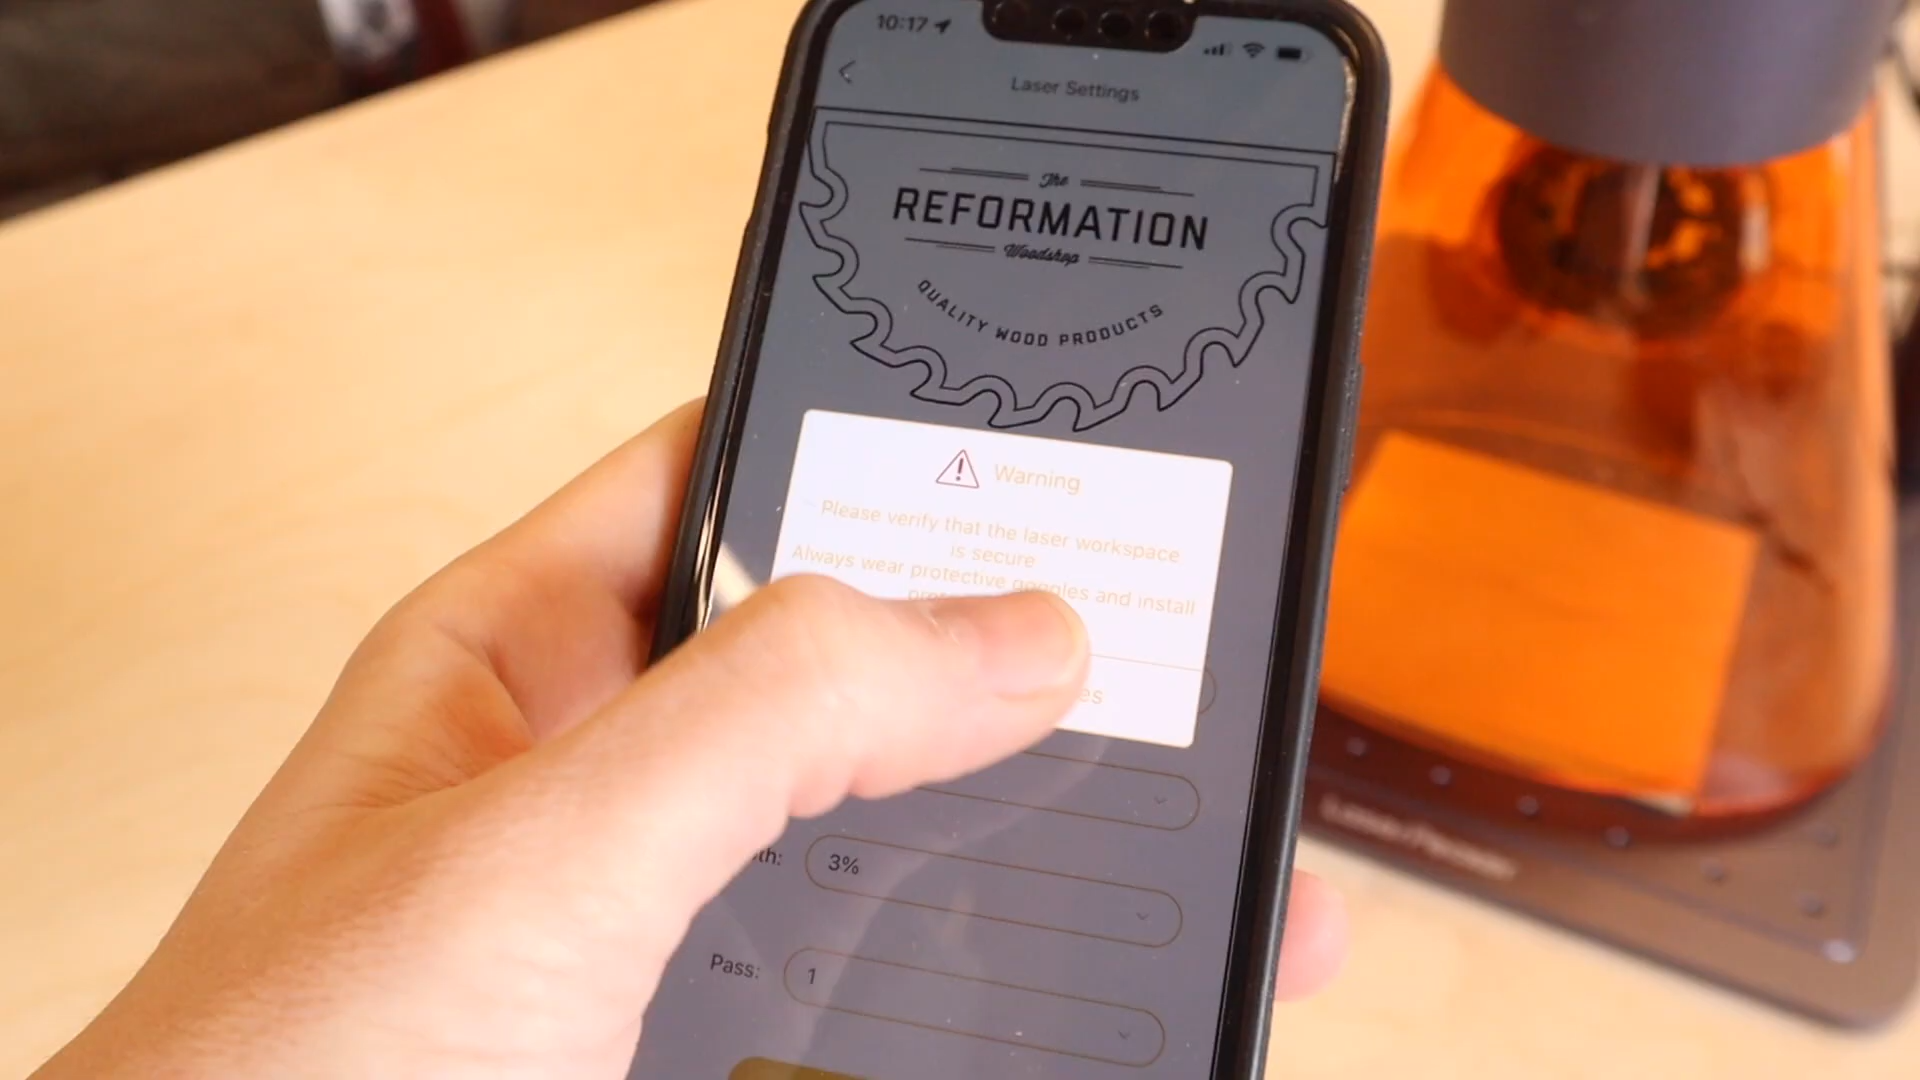 10:17
Laser Settings
The
REFORMATION
Woodshop
QUALITY WOOD PRODUCTS
Warning
Please verify that the laser workspace
is secure
Always wear protective goggles and install
3%
Pass:
1
LaserPecker